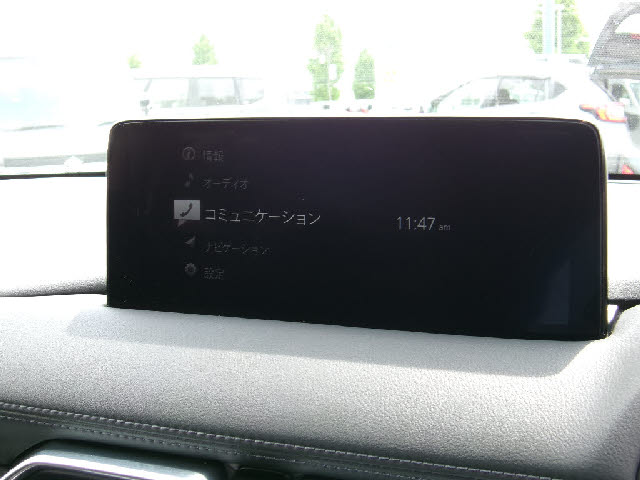 情報
オーディオ
コミュニケーション
11:47 am
ナビゲーション
設定